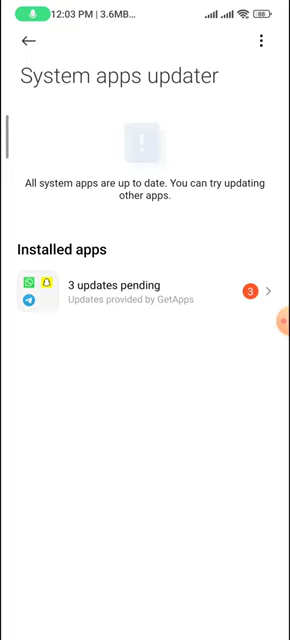 12:03 PM | 3.6MB...
88
System apps updater
All system apps are up to date. You can try updating
other apps.
Installed apps
3 updates pending
Updates provided by GetApps
3